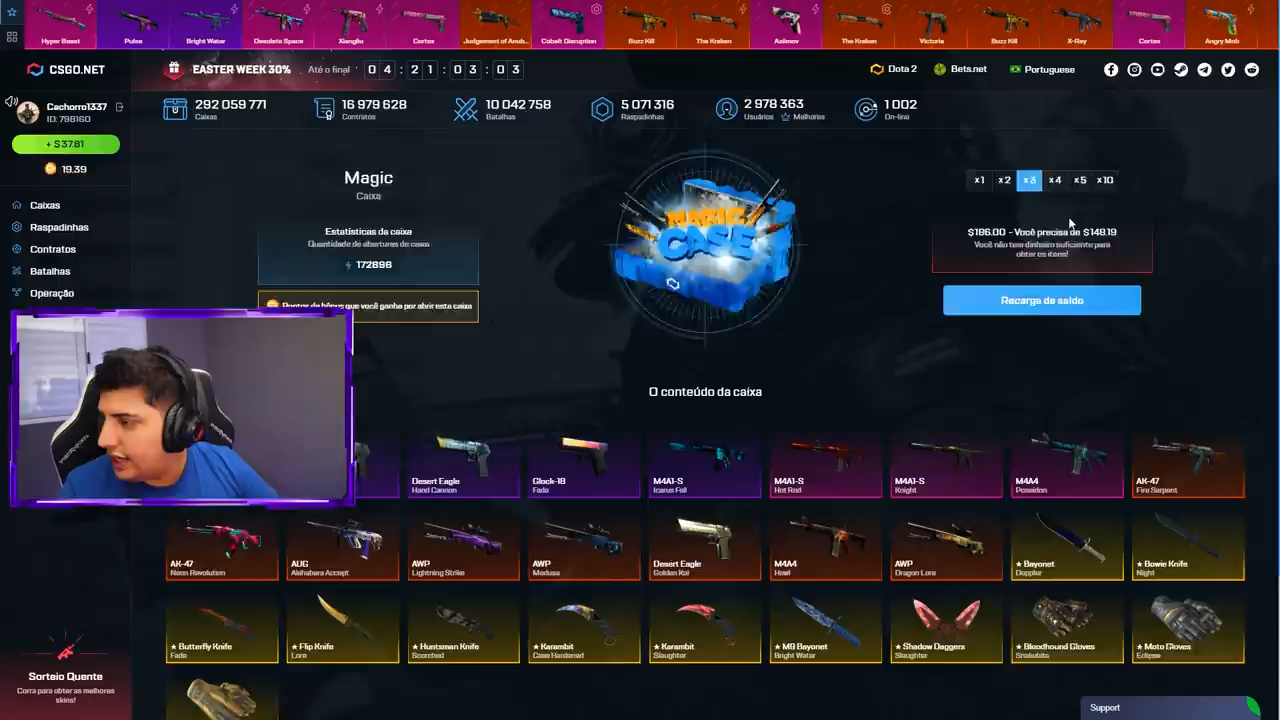 Hyper Beast
Pulse
Bright Water
Desolate Space
Xiangliu
Cortex
Judgement of Anub...
Cobalt Disruption
Buzz Kill
The Kraken
Asiimov
The Kraken
Victoria
Buzz Kill
X-Ray
Cortex
Angry Mob
CSGO.NET
EASTER WEEK 30%
Até o final
04:21:03:03
Dota 2
Bets.net
Portuguese
Cachorro1337
ID: 798160
+ $37.81
19.39
292 059 771
Caixas
16 979 628
Contratos
10 042 758
Batalhas
5 071 316
Raspadinhas
2 978 363
Usuários
Melhores
1 002
On-line
Caixas
Raspadinhas
Contratos
Batalhas
Operação
Magic
Caixa
Estatísticas da caixa
Quantidade de aberturas de caixa
172696
Pontos de bônus que você ganha por abrir esta caixa
MAGIC
CASE
x1
x2
x3
x4
x5
x10
$186.00 - Você precisa de $148.19
Você não tem dinheiro suficiente para
obter os itens!
Recarga de saldo
O conteúdo da caixa
Desert Eagle
Hand Cannon
Glock-18
Fade
M4A1-S
Icarus Fell
M4A1-S
Hot Rod
M4A1-S
Knight
M4A4
Poseidon
AK-47
Fire Serpent
AK-47
Neon Revolution
AUG
Akihabara Accept
AWP
Lightning Strike
AWP
Medusa
Desert Eagle
Golden Koi
M4A4
Howl
AWP
Dragon Lore
★ Bayonet
Doppler
★ Bowie Knife
Night
★ Butterfly Knife
Fade
★ Flip Knife
Lore
★ Huntsman Knife
Scorched
★ Karambit
Case Hardened
★ Karambit
Slaughter
★ M9 Bayonet
Bright Water
★ Shadow Daggers
Slaughter
★ Bloodhound Gloves
Snakebite
★ Moto Gloves
Eclipse
Sorteio Quente
Corra para obter as melhores
skins!
Support